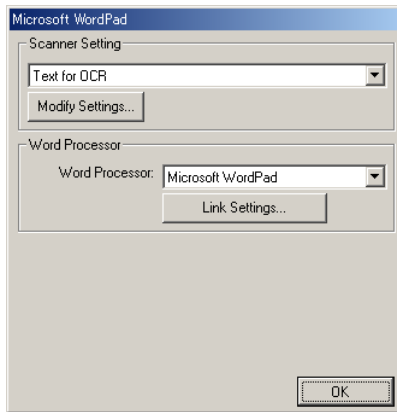 Microsoft WordPad
Scanner Setting
Text for OCR
Modify Settings...
Word Processor
Word Processor: Microsoft WordPad
Link Settings...
OK